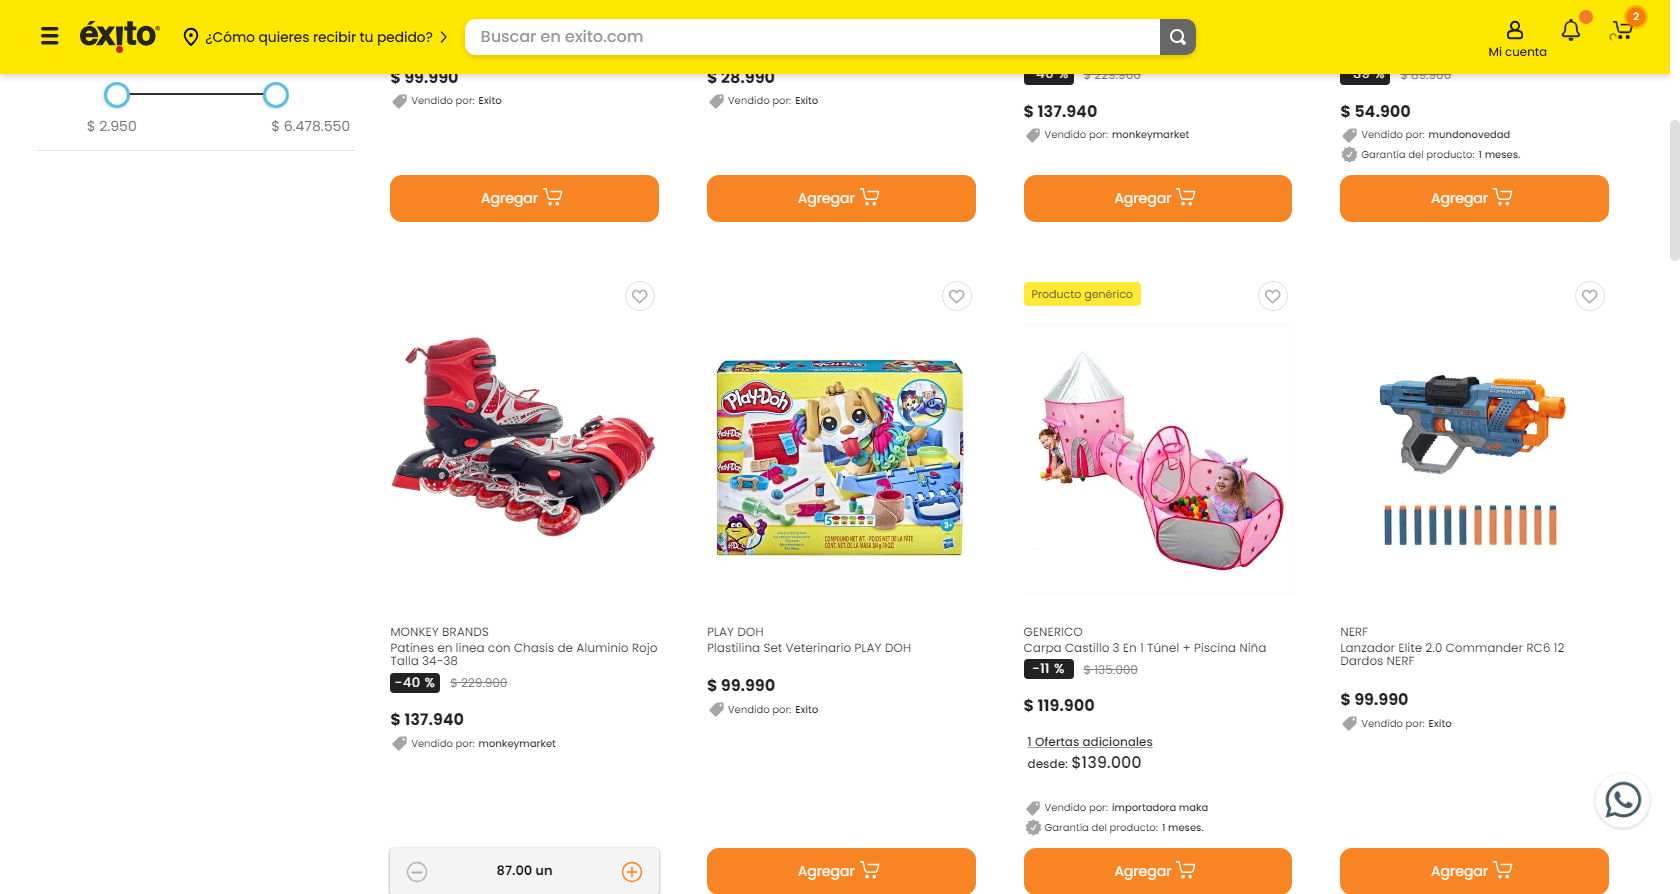 éxito
¿Cómo quieres recibir tu pedido?
Buscar en exito.com
Mi cuenta
2
$ 2.950
$ 6.478.550
$ 99.990
Vendido por: Exito
Agregar
$ 28.990
Vendido por: Exito
Agregar
-40 %
$ 229.900
$ 137.940
Vendido por: monkeymarket
Agregar
-39 %
$ 89.900
$ 54.900
Vendido por: mundonovedad
Garantía del producto: 1 meses.
Agregar
MONKEY BRANDS
Patines en linea con Chasis de Aluminio Rojo
Talla 34-38
-40 %
$ 229.900
$ 137.940
Vendido por: monkeymarket
87.00 un
Play-Doh
3+
PLAY DOH
Plastilina Set Veterinario PLAY DOH
$ 99.990
Vendido por: Exito
Agregar
Producto genérico
GENERICO
Carpa Castillo 3 En 1 Túnel + Piscina Niña
-11 %
$ 135.000
$ 119.900
1 Ofertas adicionales
desde: $139.000
Vendido por: importadora maka
Garantía del producto: 1 meses.
Agregar
COMMANDER
NERF
Lanzador Elite 2.0 Commander RC6 12
Dardos NERF
$ 99.990
Vendido por: Exito
Agregar